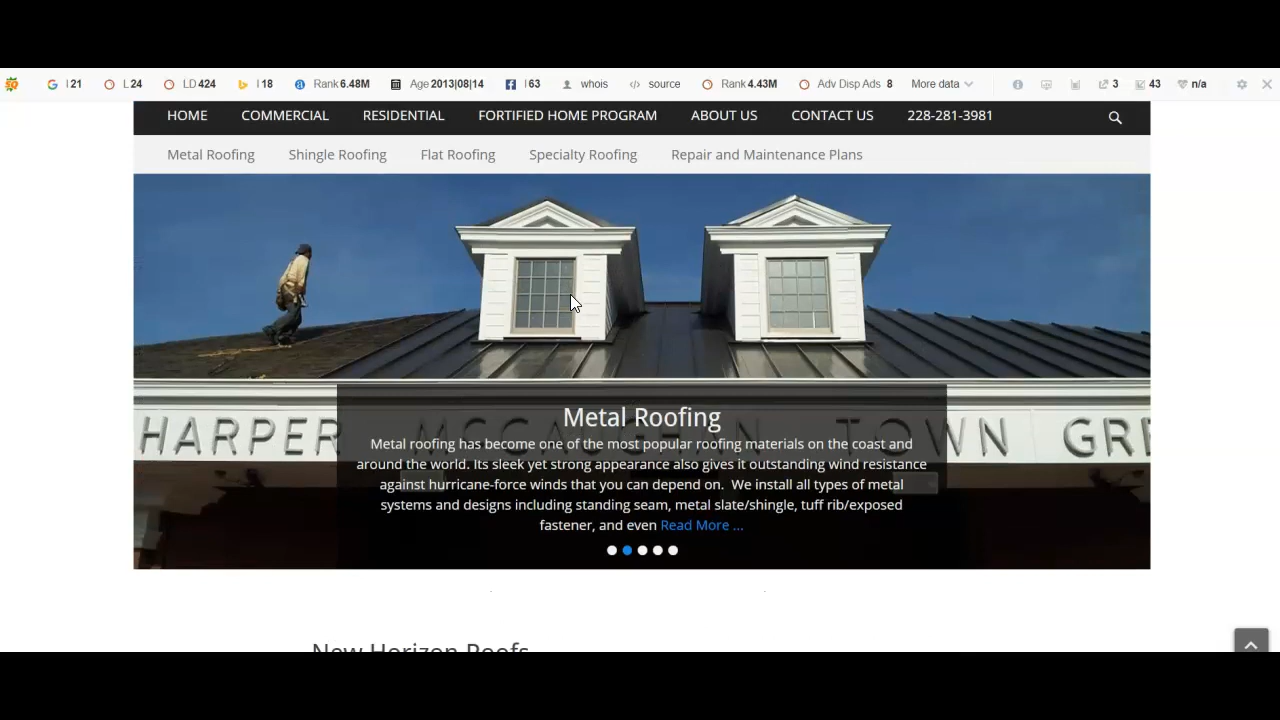 SQ I 21 L 24 LD 424 I 18 Rank 6.48M Age 2013|08|14 I 63 whois source Rank 4.43M Adv Disp Ads 8 More data 3 43 n/a
HOME COMMERCIAL RESIDENTIAL FORTIFIED HOME PROGRAM ABOUT US CONTACT US 228-281-3981
Metal Roofing Shingle Roofing Flat Roofing Specialty Roofing Repair and Maintenance Plans
HARPER McCAUGHAN TOWN GRE
Metal Roofing
Metal roofing has become one of the most popular roofing materials on the coast and
around the world. Its sleek yet strong appearance also gives it outstanding wind resistance
against hurricane-force winds that you can depend on. We install all types of metal
systems and designs including standing seam, metal slate/shingle, tuff rib/exposed
fastener, and even Read More ...
New Horizon Roofs